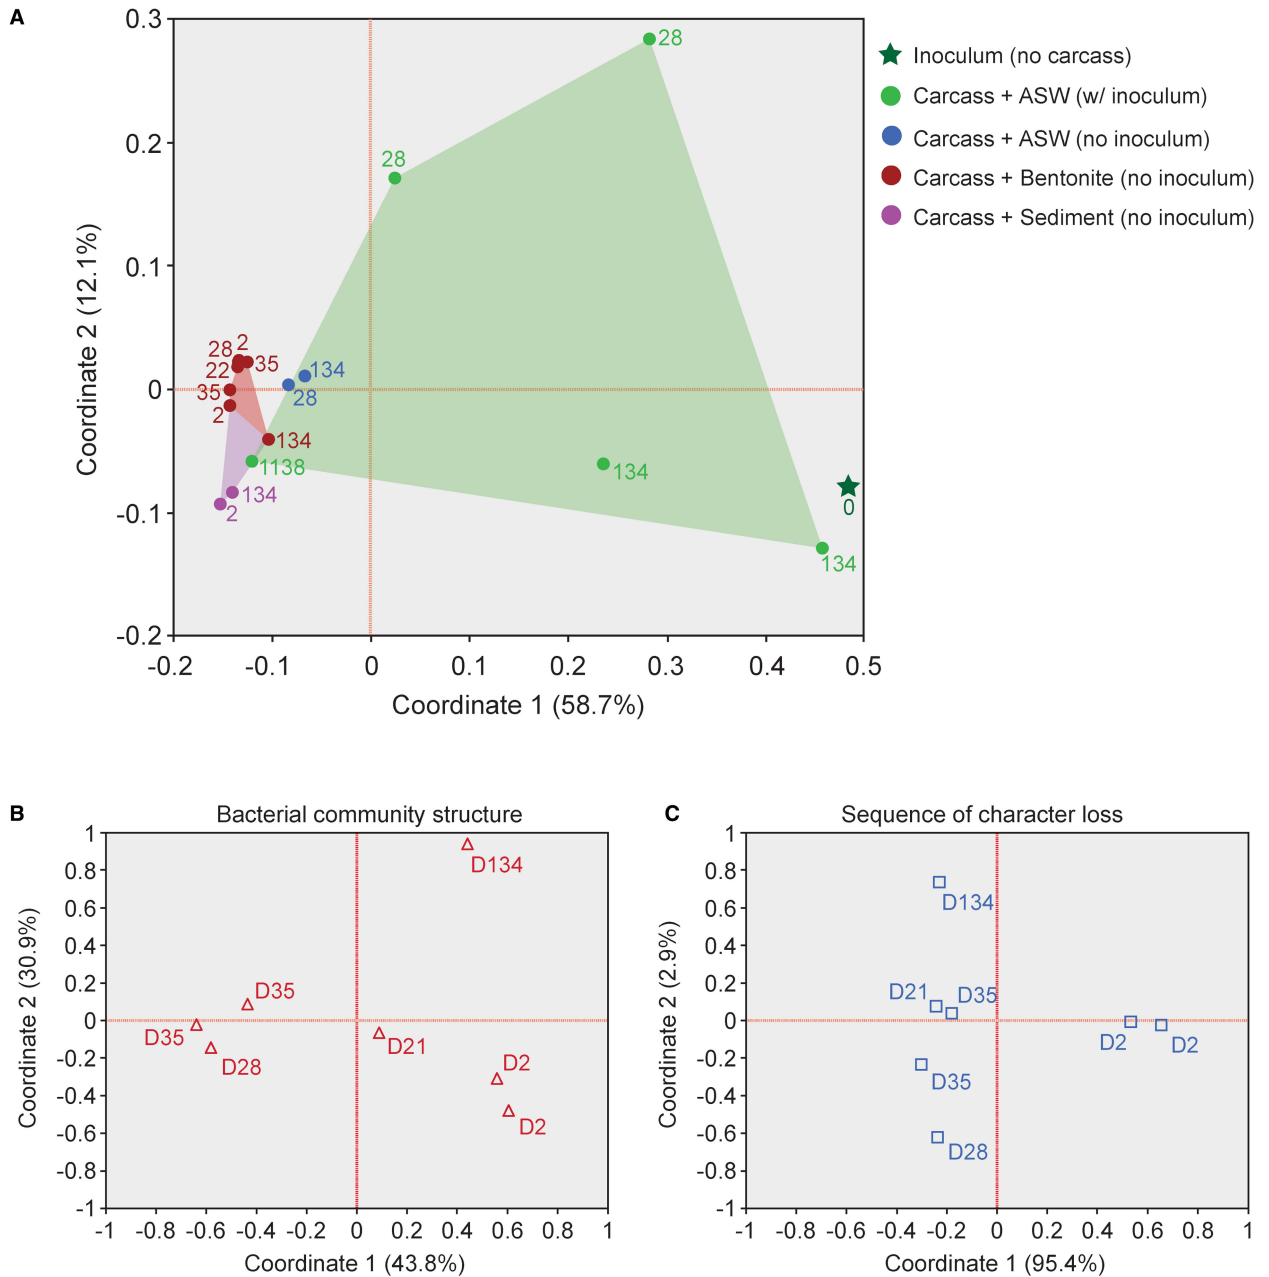 A
0.3
0.2
0.1
0
-0.1
-0.2
Coordinate 2 (12.1%)
28
28
28
2
22
35
35
2
134
28
134
1138
134
2
134
134
0
-0.2
-0.1
0
0.1
0.2
0.3
0.4
0.5
Coordinate 1 (58.7%)
Inoculum (no carcass)
Carcass + ASW (w/ inoculum)
Carcass + ASW (no inoculum)
Carcass + Bentonite (no inoculum)
Carcass + Sediment (no inoculum)
B
Bacterial community structure
1
0.8
0.6
0.4
0.2
0
-0.2
-0.4
-0.6
-0.8
-1
Coordinate 2 (30.9%)
D134
D35
D35
D28
D21
D2
D2
-1
-0.8
-0.6
-0.4
-0.2
0
0.2
0.4
0.6
0.8
1
Coordinate 1 (43.8%)
C
Sequence of character loss
1
0.8
0.6
0.4
0.2
0
-0.2
-0.4
-0.6
-0.8
-1
Coordinate 2 (2.9%)
D134
D21
D35
D2
D2
D35
D28
-1
-0.8
-0.6
-0.4
-0.2
0
0.2
0.4
0.6
0.8
1
Coordinate 1 (95.4%)